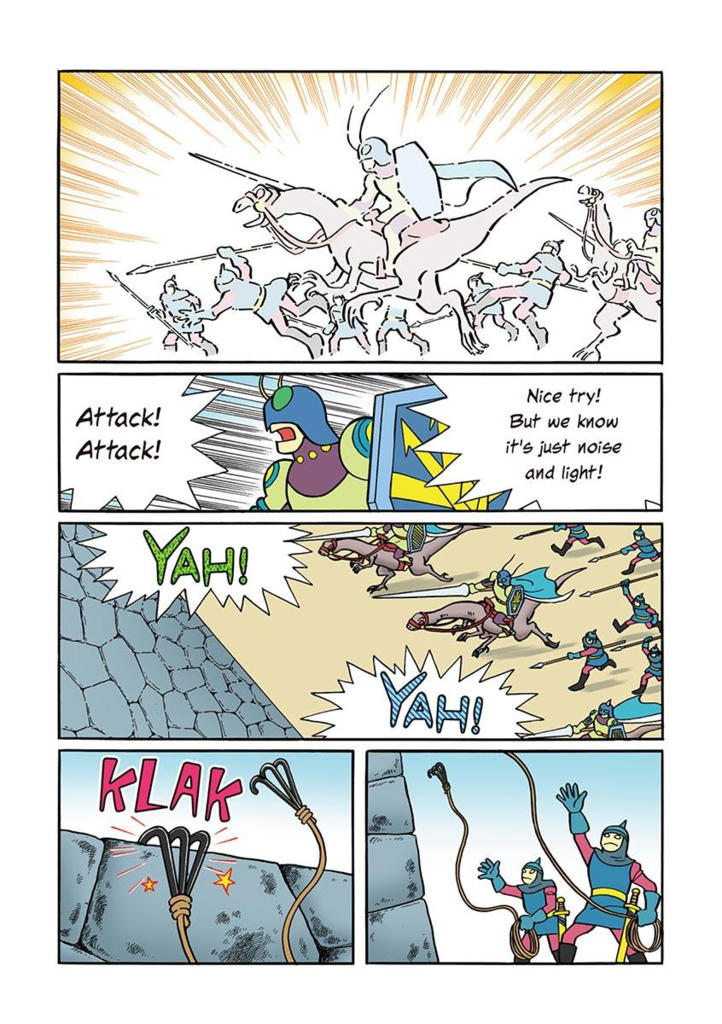 Attack!
Attack!
Nice try!
But we know
it's just noise
and light!
YAH!
YAH!
KLAK